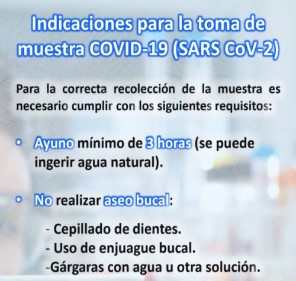 Indicaciones para la toma de
muestra COVID-19 (SARS CoV-2)
Para la correcta recolección de la muestra es
necesario cumplir con los siguientes requisitos:
• Ayuno mínimo de 3 horas (se puede
ingerir agua natural).
• No realizar aseo bucal:
- Cepillado de dientes.
- Uso de enjuague bucal.
-Gárgaras con agua u otra solución.